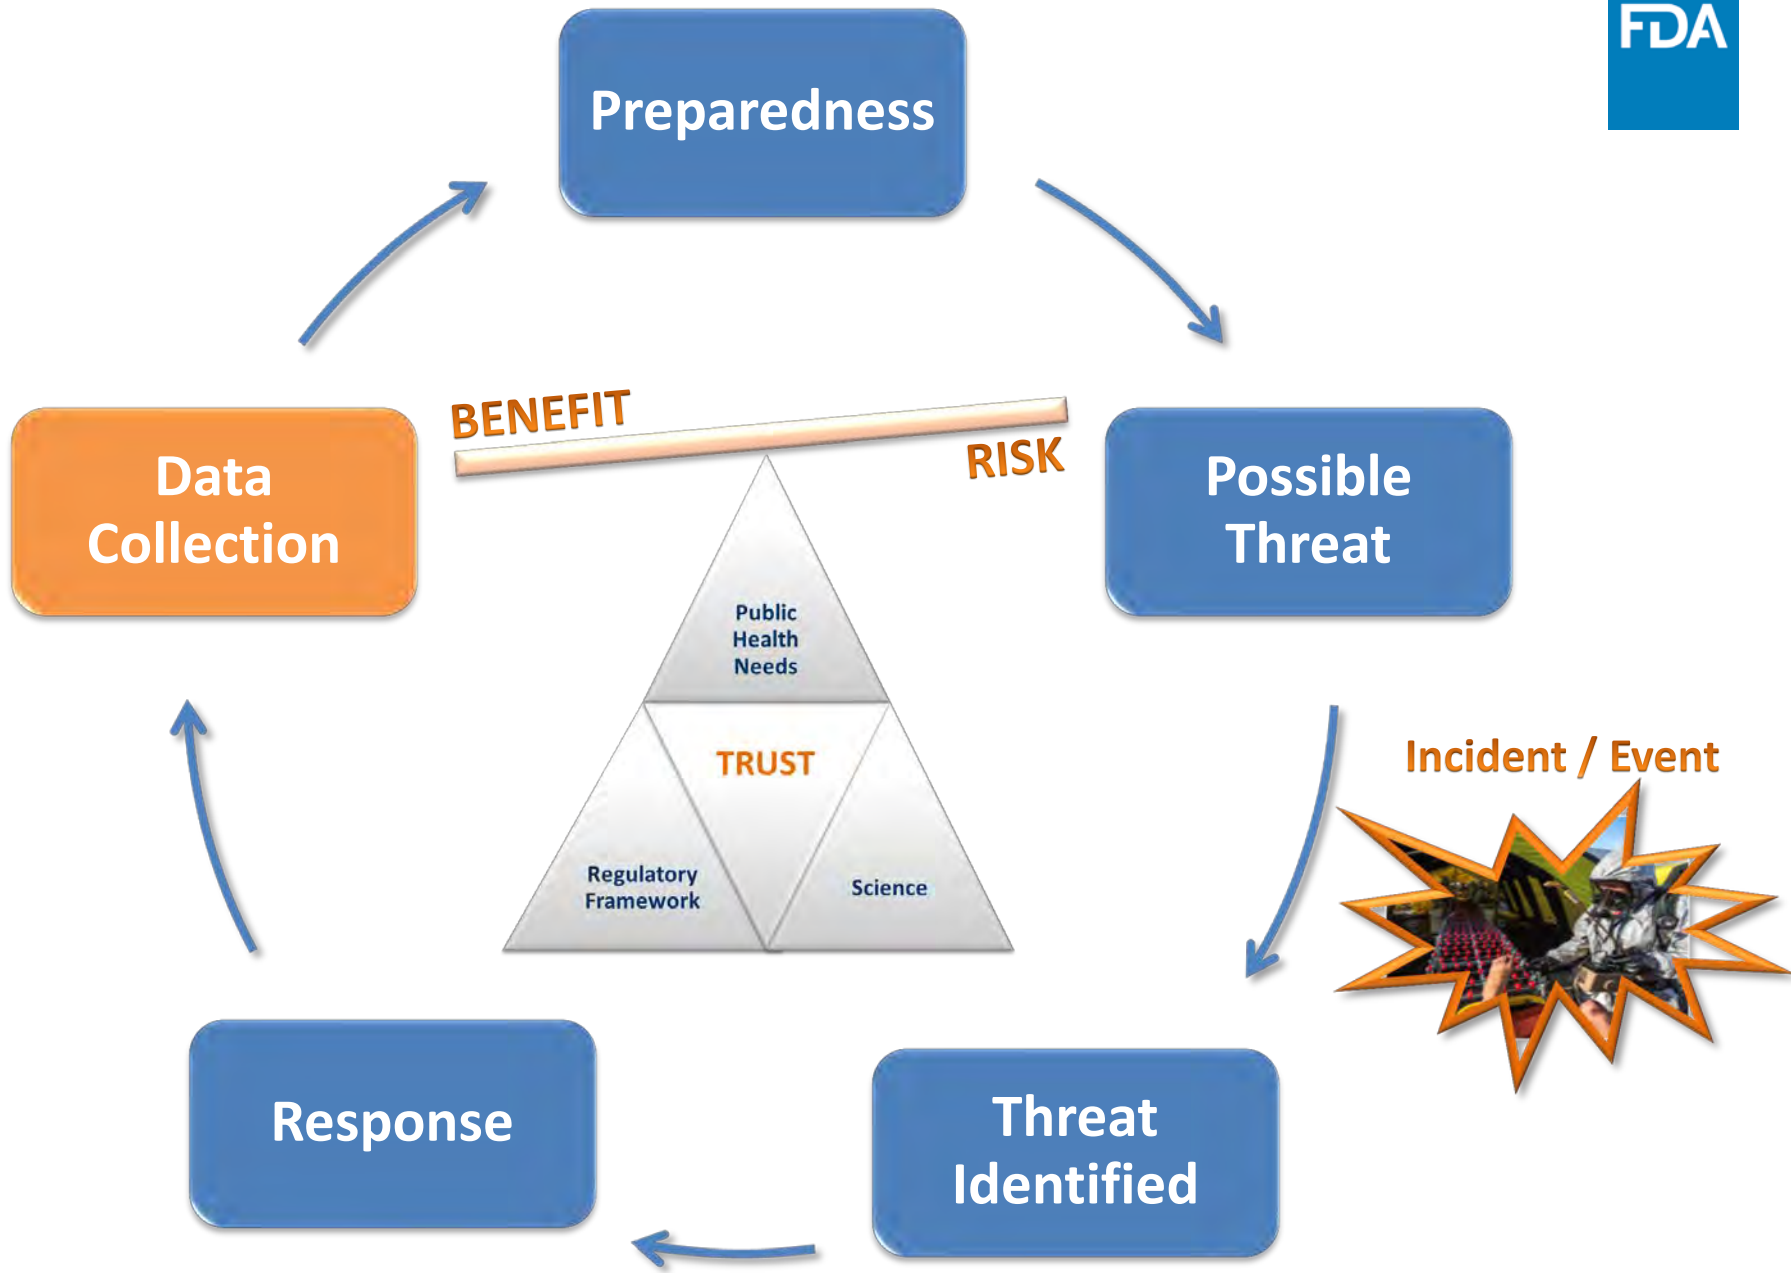 FDA
Preparedness
BENEFIT
RISK
Data
Collection
Possible
Threat
Public
Health
Needs
TRUST
Incident / Event
Regulatory
Framework
Science
Response
Threat
Identified